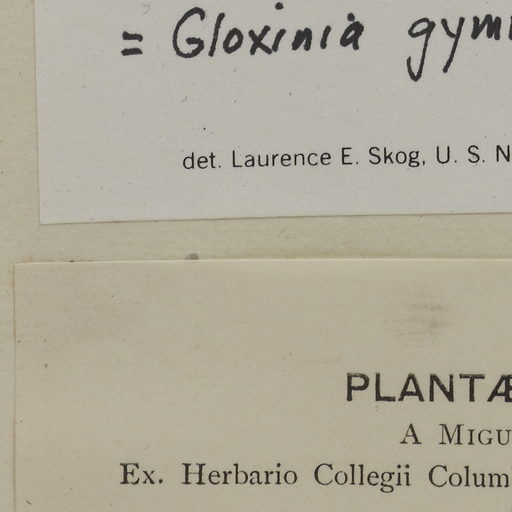 = Gloxinia gym
det. Laurence E. Skog, U. S. N
PLANTÆ
A MIGU
Ex. Herbario Collegii Colum